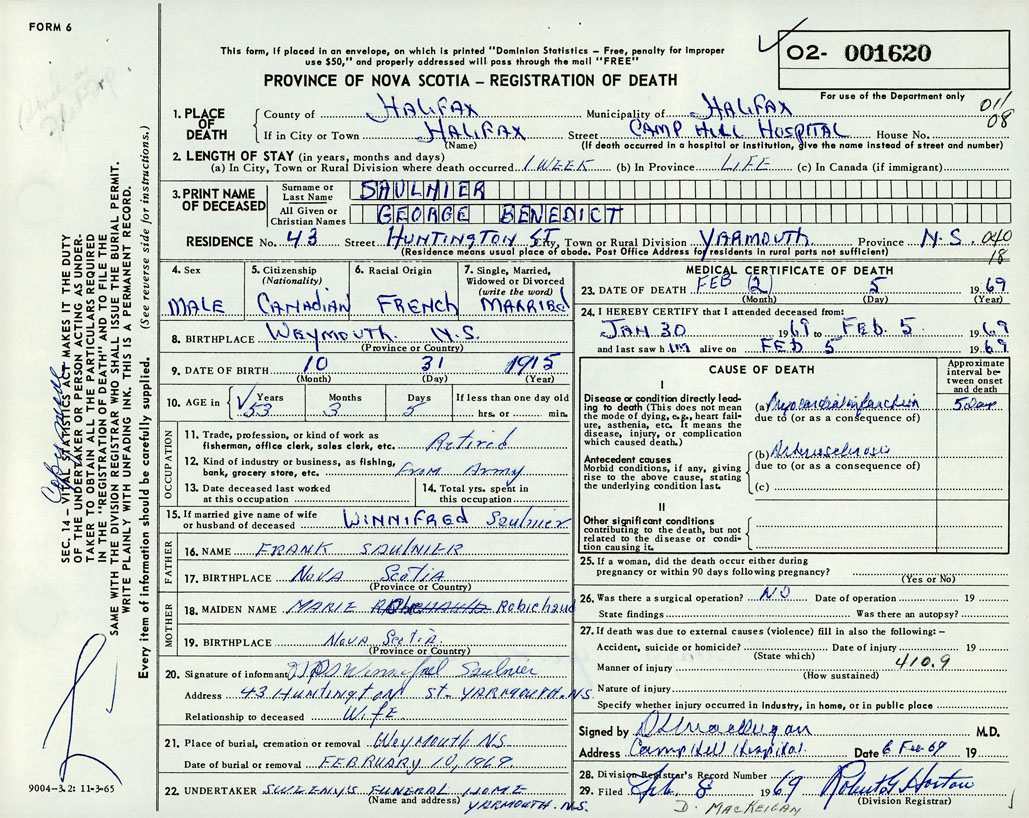 FORM 6
This form, if placed in an envelope, on which is printed "Dominion Statistics – Free, penalty for improper
use $50," and properly addressed will pass through the mail "FREE"
O2- 001620
For use of the Department only
PROVINCE OF NOVA SCOTIA – REGISTRATION OF DEATH
011
08
1. PLACE OF DEATH
County of HALIFAX Municipality of HALIFAX
If in City or Town HALIFAX Street CAMP HILL HOSPITAL House No.
(Name) (If death occurred in a hospital or institution, give the name instead of street and number)
2. LENGTH OF STAY (in years, months and days)
(a) In City, Town or Rural Division where death occurred 1 WEEK (b) In Province LIFE (c) In Canada (if immigrant)
3. PRINT NAME OF DECEASED
Surname or Last Name SAULNIER
All Given or Christian Names GEORGE BENEDICT
RESIDENCE No. 43 Street HUNTINGTON ST. City, Town or Rural Division YARMOUTH Province N.S. 040
18
(Residence means usual place of abode. Post Office Address for residents in rural parts not sufficient)
4. Sex
MALE
5. Citizenship (Nationality)
CANADIAN
6. Racial Origin
FRENCH
7. Single, Married, Widowed or Divorced (write the word)
MARRIED
8. BIRTHPLACE WEYMOUTH. N.S.
(Province or Country)
9. DATE OF BIRTH 10 31 1915
(Month) (Day) (Year)
10. AGE in Years 53 Months 3 Days 5 If less than one day old
hrs. or min.
OCCUPATION
11. Trade, profession, or kind of work as
fisherman, office clerk, sales clerk, etc. Retired
12. Kind of industry or business, as fishing,
bank, grocery store, etc. From Army
13. Date deceased last worked
at this occupation
14. Total yrs. spent in
this occupation
15. If married give name of wife
or husband of deceased WINNIFRED Saulnier
FATHER
16. NAME FRANK SAULNIER
17. BIRTHPLACE NOVA SCOTIA
(Province or Country)
MOTHER
18. MAIDEN NAME MARIE Robichaud
19. BIRTHPLACE NOVA SCOTIA
(Province or Country)
20. Signature of informant Winnifred Saulnier
Address 43 HUNTINGTON ST. YARMOUTH. N.S.
Relationship to deceased WIFE
21. Place of burial, cremation or removal WEYMOUTH N.S.
Date of burial or removal FEBRUARY 10, 1969.
22. UNDERTAKER SWEENY'S FUNERAL HOME
(Name and address) YARMOUTH. N.S.
MEDICAL CERTIFICATE OF DEATH
23. DATE OF DEATH FEB (2) 5 1969
(Month) (Day) (Year)
24. I HEREBY CERTIFY that I attended deceased from:
JAN 30 1969 to FEB. 5 1969
and last saw him alive on FEB 5 1969
CAUSE OF DEATH
Approximate interval between onset and death
I
Disease or condition directly leading to death (This does not mean the mode of dying, e.g., heart failure, asthenia, etc. It means the disease, injury, or complication which caused death.)
(a) Myocardial infarction 5 Days
due to (or as a consequence of)
Antecedent causes
Morbid conditions, if any, giving rise to the above cause, stating the underlying condition last.
(b) Arteriosclerosis
due to (or as a consequence of)
(c)
II
Other significant conditions
contributing to the death, but not related to the disease or condition causing it.
25. If a woman, did the death occur either during
pregnancy or within 90 days following pregnancy?
(Yes or No)
26. Was there a surgical operation? NO Date of operation 19
State findings Was there an autopsy?
27. If death was due to external causes (violence) fill in also the following: –
Accident, suicide or homicide? Date of injury 19
(State which) 410.9
Manner of injury
(How sustained)
Nature of injury
Specify whether injury occurred in industry, in home, or in public place
Signed by M.D.
Address Camp Hill Hospital Date 6 Feb 69 19
28. Division Registrar's Record Number
29. Filed Feb. 8 1969 Robert G Horton
(Division Registrar)
D. MACKEIGAN
SEC. 14 – VITAL STATISTICS ACT MAKES IT THE DUTY
OF THE UNDERTAKER OR PERSON ACTING AS UNDERTAKER TO OBTAIN ALL THE PARTICULARS REQUIRED
IN THE "REGISTRATION OF DEATH" AND TO FILE THE
SAME WITH THE DIVISION REGISTRAR WHO SHALL ISSUE THE BURIAL PERMIT.
WRITE PLAINLY WITH UNFADING INK. THIS IS A PERMANENT RECORD.
Every item of information should be carefully supplied. (See reverse side for instructions.)
9004-3.2: 11-3-65